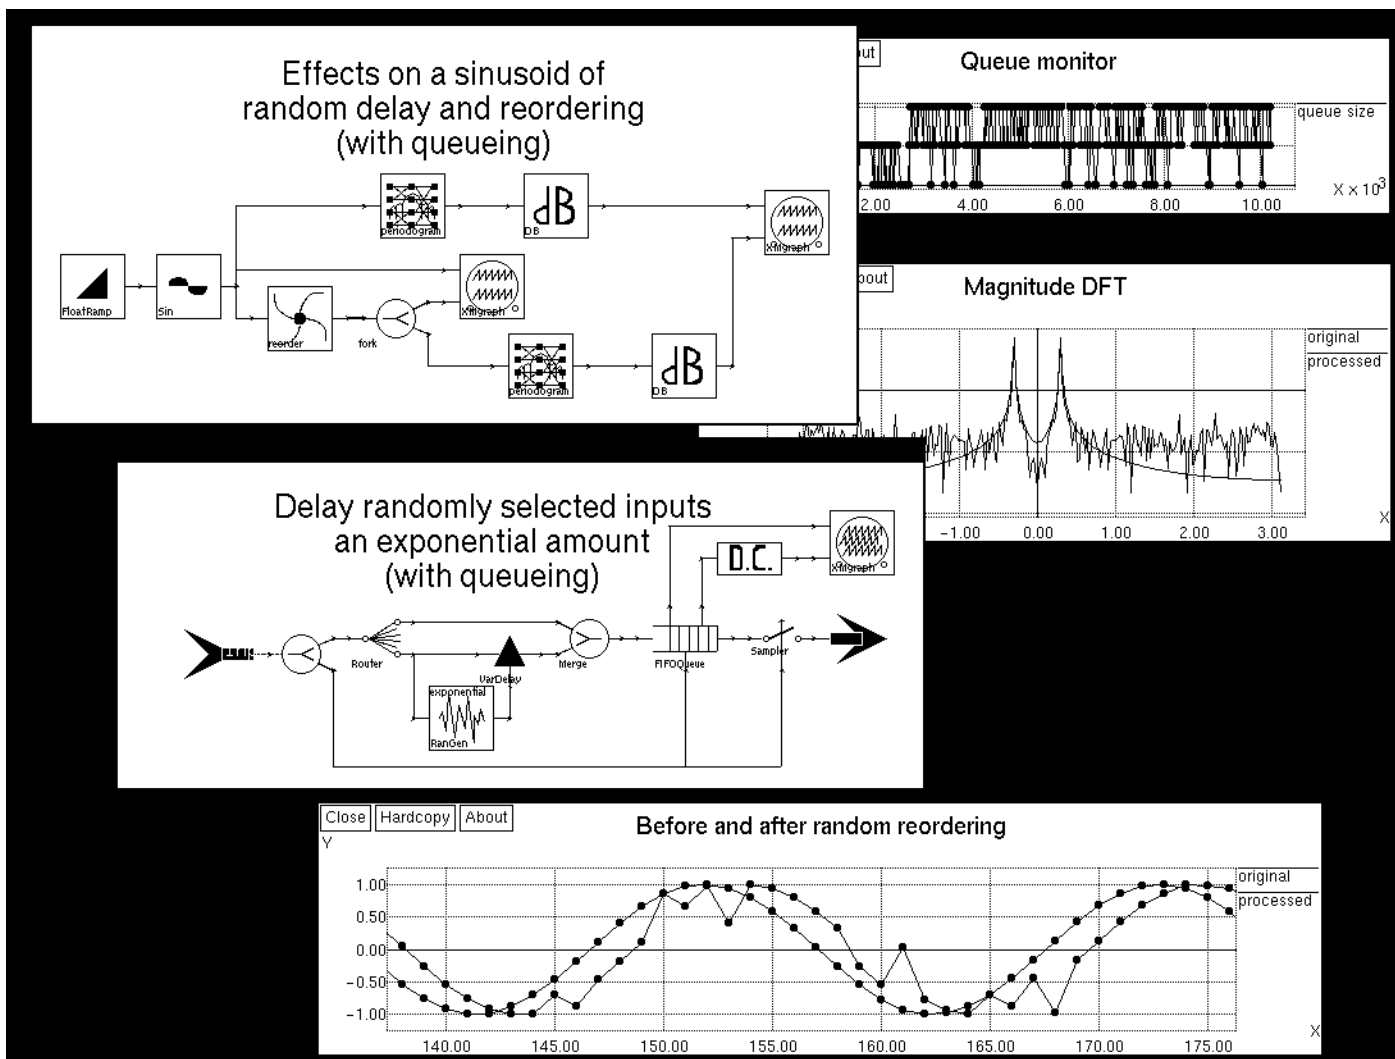 Effects on a sinusoid of
random delay and reordering
(with queueing)
periodogram
DB
XMgraph
FloatRamp
Sin
XMgraph
reorder
fork
periodogram
DB
Queue monitor
queue size
X x 10³
2.00 4.00 6.00 8.00 10.00
Magnitude DFT
original
processed
X
-1.00 0.00 1.00 2.00 3.00
Delay randomly selected inputs
an exponential amount
(with queueing)
D.C.
XMgraph
Router
Merge
FIFOQueue
Sampler
VarDelay
exponential
RanGen
Close Hardcopy About
Before and after random reordering
Y
original
processed
1.00
0.50
0.00
-0.50
-1.00
X
140.00 145.00 150.00 155.00 160.00 165.00 170.00 175.00